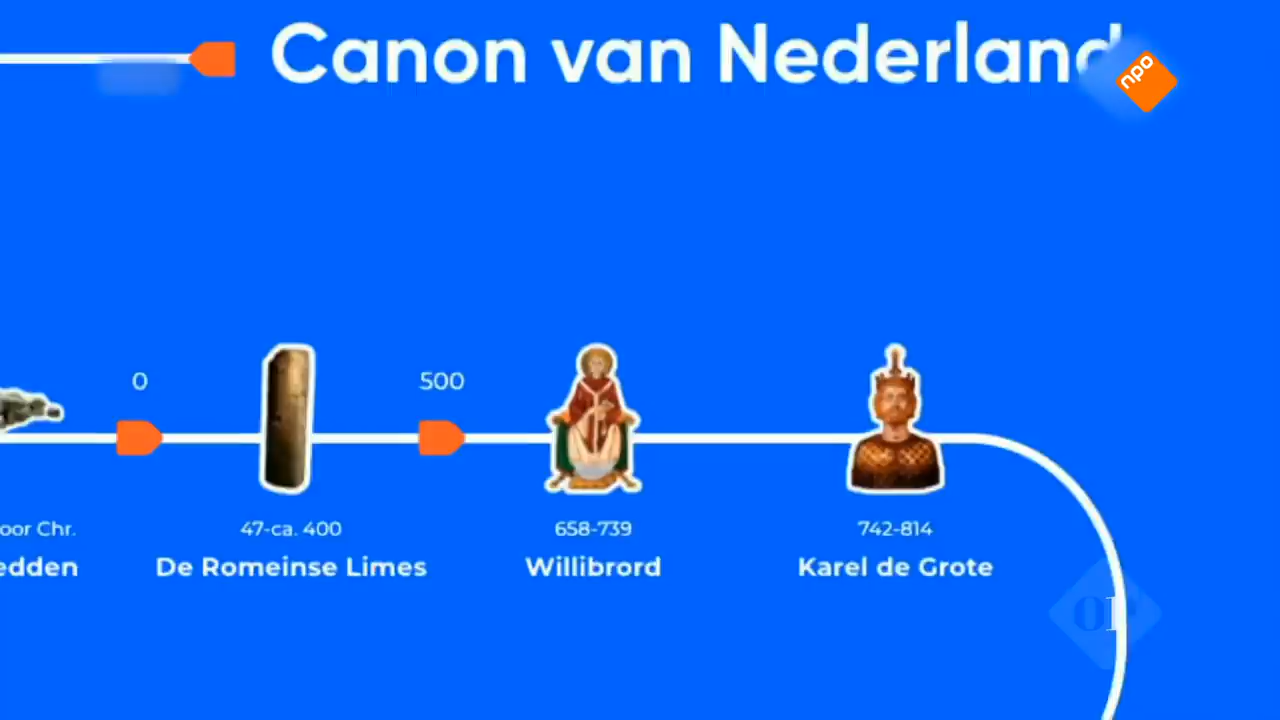 Canon van Nederland
npo
0
500
oor Chr.
47-ca. 400
658-739
742-814
edden
De Romeinse Limes
Willibrord
Karel de Grote